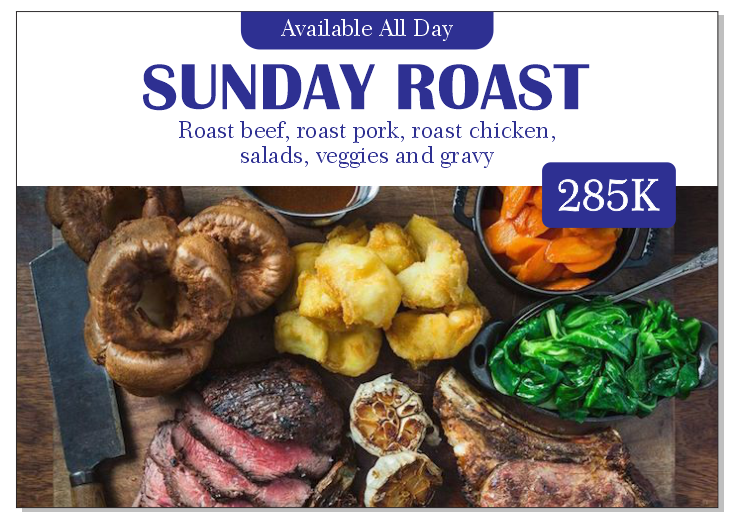 Available All Day
SUNDAY ROAST
Roast beef, roast pork, roast chicken,
salads, veggies and gravy
285K